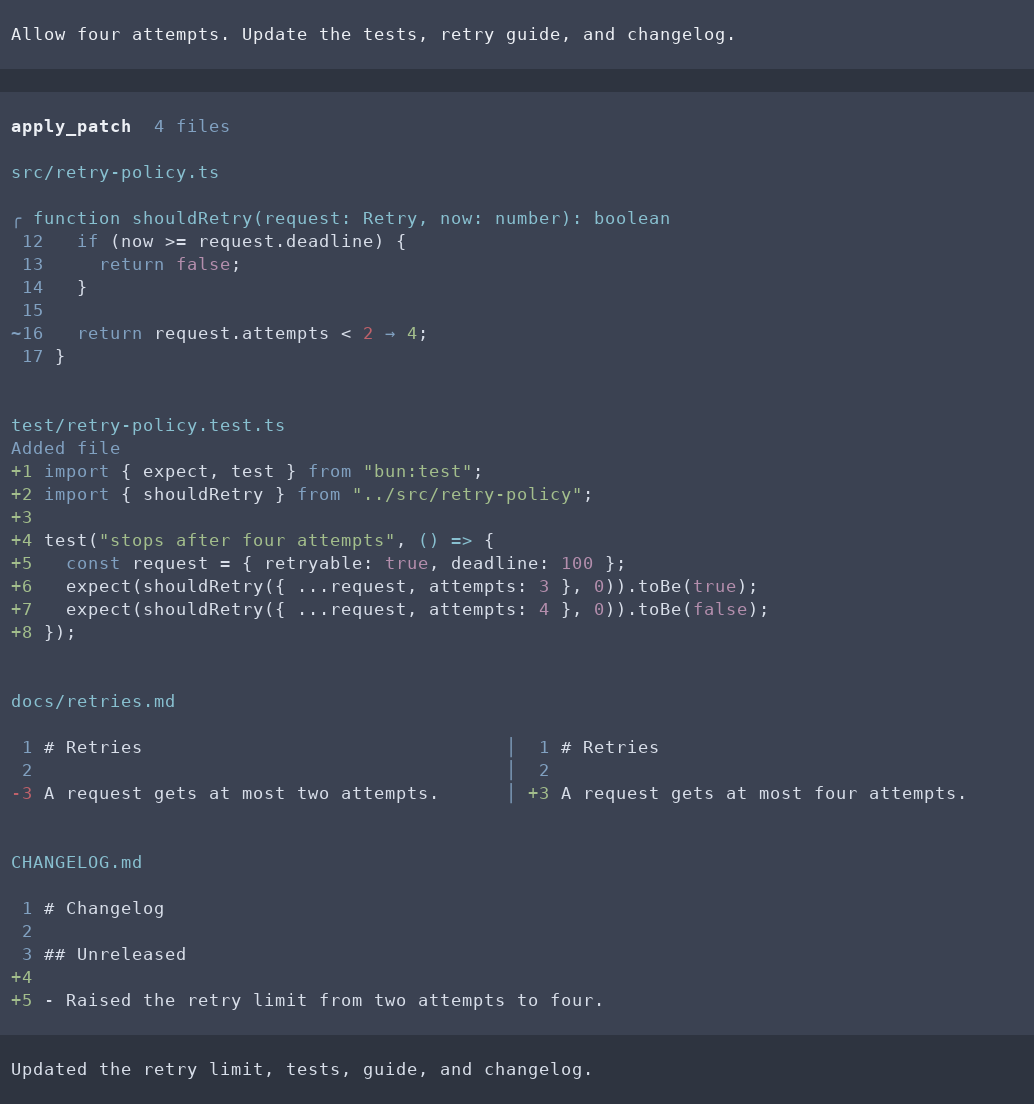 Allow four attempts. Update the tests, retry guide, and changelog.
apply_patch  4 files
src/retry-policy.ts
╭ function shouldRetry(request: Retry, now: number): boolean
 12   if (now >= request.deadline) {
 13     return false;
 14   }
 15
~16   return request.attempts < 2 → 4;
 17 }
test/retry-policy.test.ts
Added file
+1 import { expect, test } from "bun:test";
+2 import { shouldRetry } from "../src/retry-policy";
+3
+4 test("stops after four attempts", () => {
+5   const request = { retryable: true, deadline: 100 };
+6   expect(shouldRetry({ ...request, attempts: 3 }, 0)).toBe(true);
+7   expect(shouldRetry({ ...request, attempts: 4 }, 0)).toBe(false);
+8 });
docs/retries.md
 1 # Retries                                 │  1 # Retries
 2                                           │  2
-3 A request gets at most two attempts.      │ +3 A request gets at most four attempts.
CHANGELOG.md
 1 # Changelog
 2
 3 ## Unreleased
+4
+5 - Raised the retry limit from two attempts to four.
Updated the retry limit, tests, guide, and changelog.